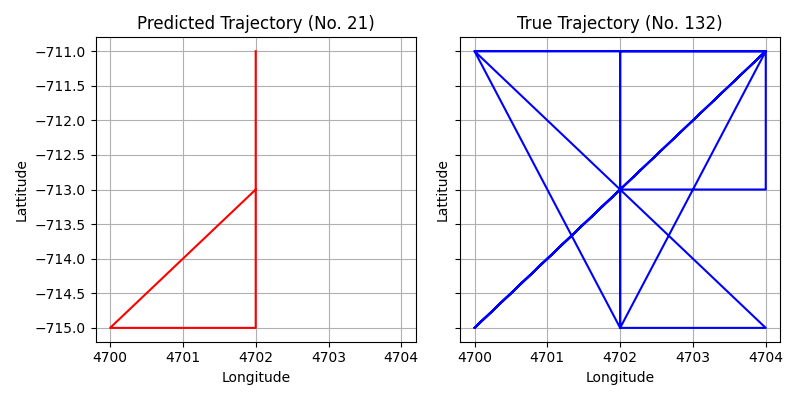 Predicted Trajectory (No. 21)
True Trajectory (No. 132)
−711.0
−711.5
−712.0
−712.5
−713.0
−713.5
−714.0
−714.5
−715.0
Lattitude
Lattitude
4700 4701 4702 4703 4704
4700 4701 4702 4703 4704
Longitude
Longitude